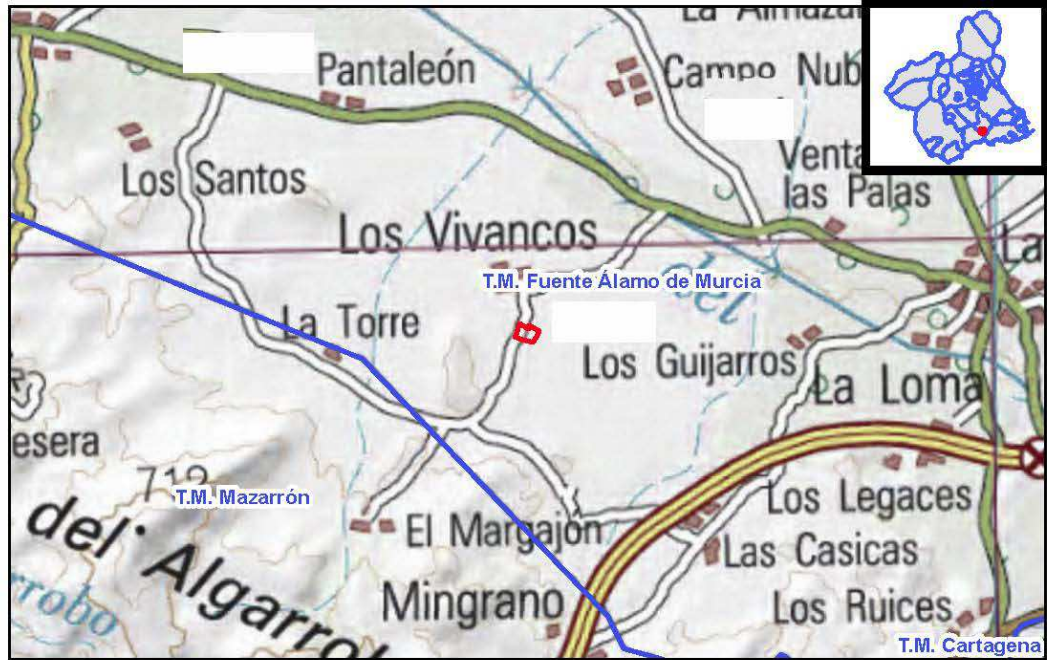 La Almaza
Pantaleón
Campo Nub
Venta
las Palas
Los Santos
Los Vivancos
La
T.M. Fuente Álamo de Murcia
del
La Torre
Los Guijarros
La Loma
esera
712
T.M. Mazarrón
Los Legaces
El Margajón
del Algarro
Las Casicas
rrobo
Mingrano
Los Ruices
T.M. Cartagena